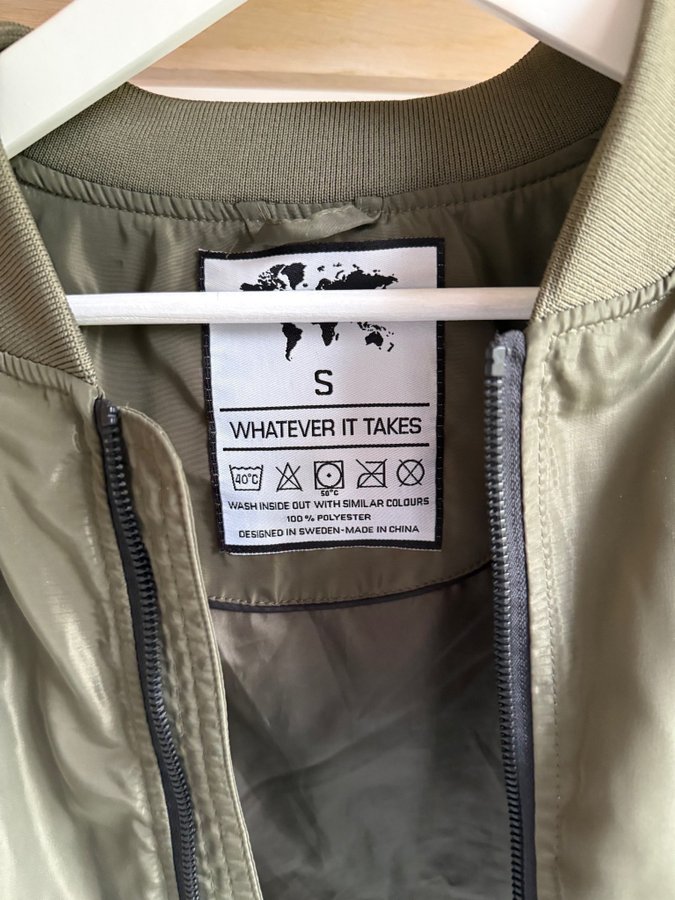 S
WHATEVER IT TAKES
40°C
50°C
WASH INSIDE OUT WITH SIMILAR COLOURS
100% POLYESTER
DESIGNED IN SWEDEN-MADE IN CHINA